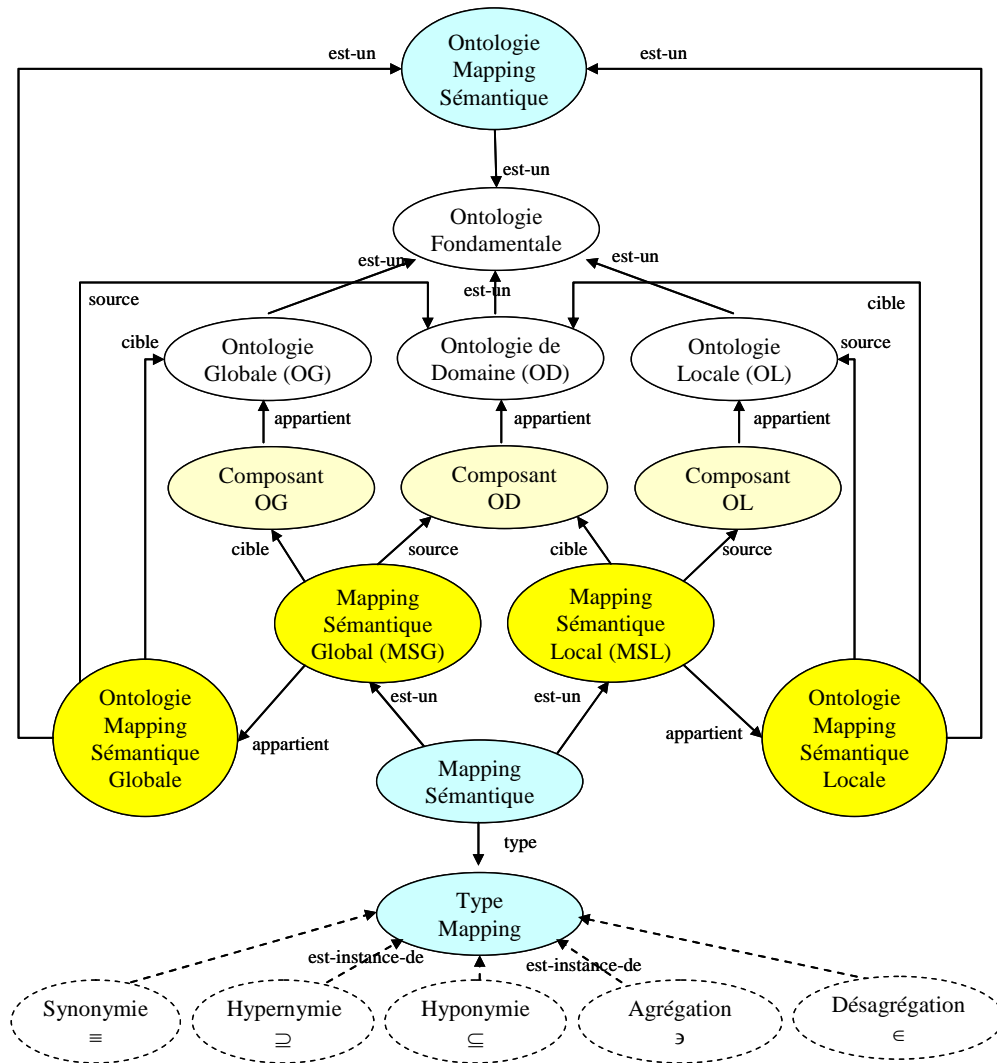 Ontologie
Mapping
Sémantique
est-un
est-un
est-un
Ontologie
Fondamentale
est-un
est-un
est-un
source
cible
cible
source
Ontologie
Globale (OG)
Ontologie de
Domaine (OD)
Ontologie
Locale (OL)
appartient
appartient
appartient
Composant
OG
Composant
OD
Composant
OL
cible
source
cible
source
Mapping
Sémantique
Global (MSG)
Mapping
Sémantique
Local (MSL)
est-un
est-un
Ontologie
Mapping
Sémantique
Globale
appartient
appartient
Ontologie
Mapping
Sémantique
Locale
Mapping
Sémantique
type
Type
Mapping
est-instance-de
est-instance-de
Synonymie
≡
Hypernymie
⊇
Hyponymie
⊆
Agrégation
∍
Désagrégation
∈